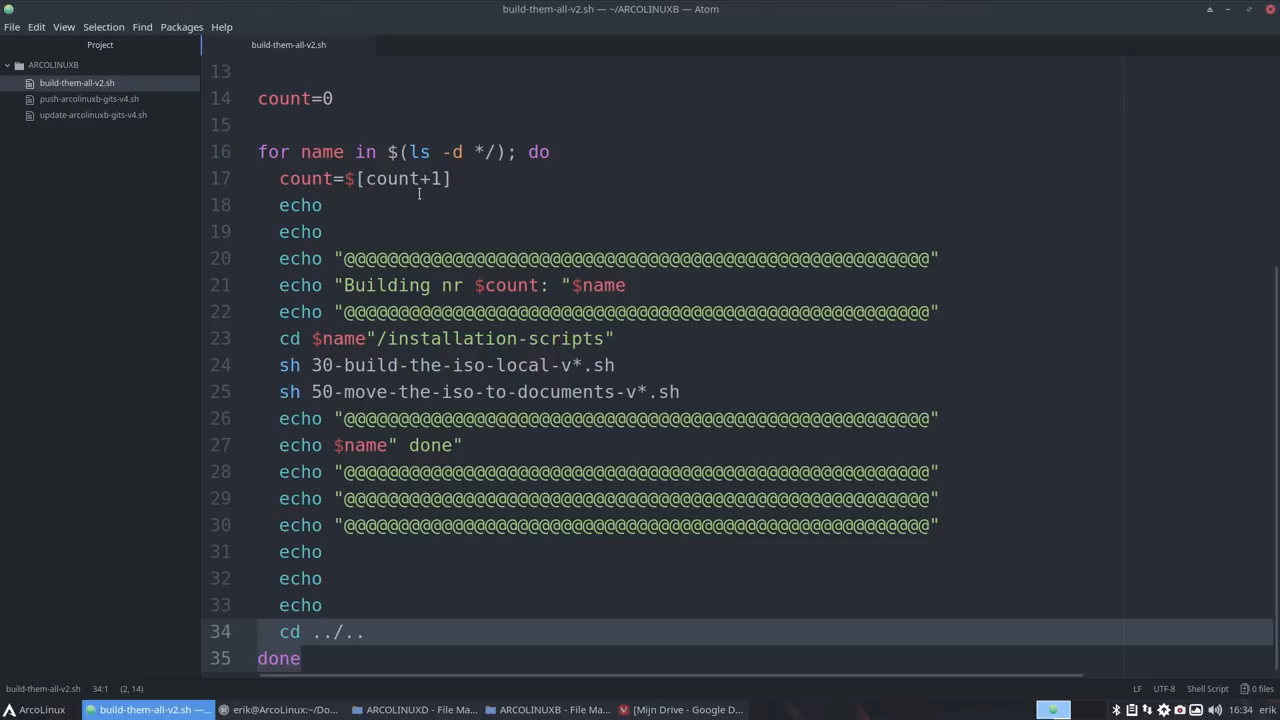 build-them-all-v2.sh — ~/ARCOLINUXB — Atom
File Edit View Selection Find Packages Help
Project
build-them-all-v2.sh
ARCOLINUXB
build-them-all-v2.sh
push-arcolinuxb-gits-v4.sh
update-arcolinuxb-gits-v4.sh
13
14 count=0
15
16 for name in $(ls -d */); do
17 count=$[count+1]
18 echo
19 echo
20 echo "@@@@@@@@@@@@@@@@@@@@@@@@@@@@@@@@@@@@@@@@@@@@@@@@@@@@@@"
21 echo "Building nr $count: "$name
22 echo "@@@@@@@@@@@@@@@@@@@@@@@@@@@@@@@@@@@@@@@@@@@@@@@@@@@@@@"
23 cd $name"/installation-scripts"
24 sh 30-build-the-iso-local-v*.sh
25 sh 50-move-the-iso-to-documents-v*.sh
26 echo "@@@@@@@@@@@@@@@@@@@@@@@@@@@@@@@@@@@@@@@@@@@@@@@@@@@@@@"
27 echo $name" done"
28 echo "@@@@@@@@@@@@@@@@@@@@@@@@@@@@@@@@@@@@@@@@@@@@@@@@@@@@@@"
29 echo "@@@@@@@@@@@@@@@@@@@@@@@@@@@@@@@@@@@@@@@@@@@@@@@@@@@@@@"
30 echo "@@@@@@@@@@@@@@@@@@@@@@@@@@@@@@@@@@@@@@@@@@@@@@@@@@@@@@"
31 echo
32 echo
33 echo
34 cd ../..
35 done
build-them-all-v2.sh 34:1 (2, 14) LF UTF-8 Shell Script 0 files
ArcoLinux build-them-all-v2.sh —... erik@ArcoLinux:~/Do... ARCOLINUXD - File Ma... ARCOLINUXB - File Ma... [Mijn Drive - Google D... 16:34 erik